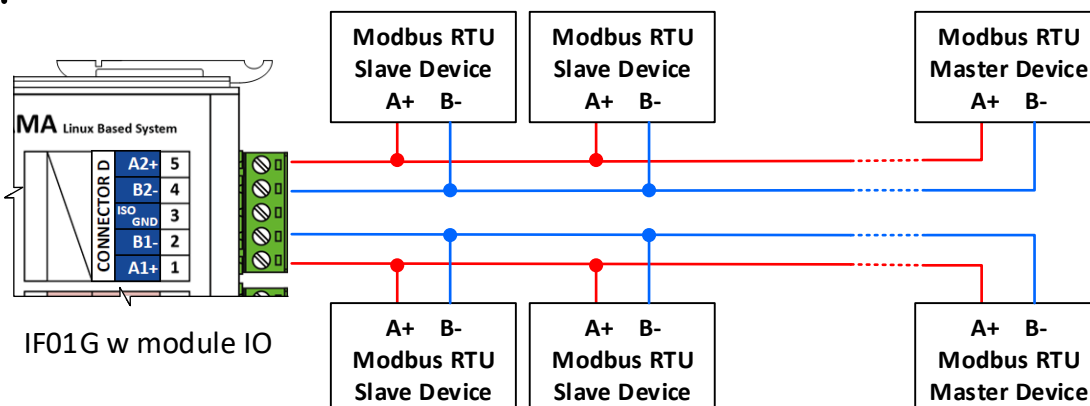 Modbus RTU
Slave Device
A+ B-
Modbus RTU
Slave Device
A+ B-
Modbus RTU
Master Device
A+ B-
MA Linux Based System
CONNECTOR D
A2+ 5
B2- 4
ISO GND 3
B1- 2
A1+ 1
IF01G w module IO
A+ B-
Modbus RTU
Slave Device
A+ B-
Modbus RTU
Slave Device
A+ B-
Modbus RTU
Master Device